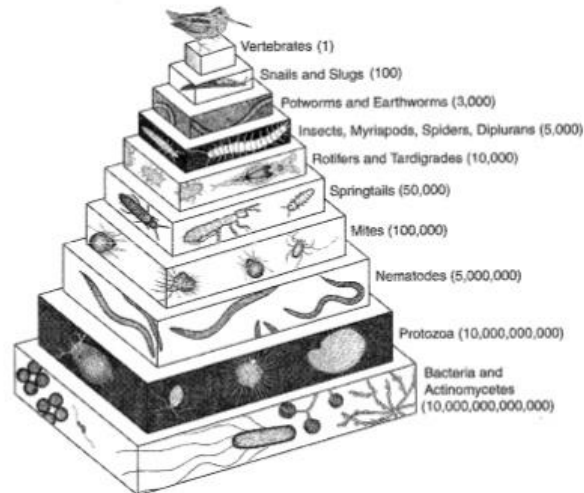 Vertebrates (1)
Snails and Slugs (100)
Potworms and Earthworms (3,000)
Insects, Myriapods, Spiders, Diplurans (5,000)
Rotifers and Tardigrades (10,000)
Springtails (50,000)
Mites (100,000)
Nematodes (5,000,000)
Protozoa (10,000,000,000)
Bacteria and
Actinomycetes
(10,000,000,000,000)